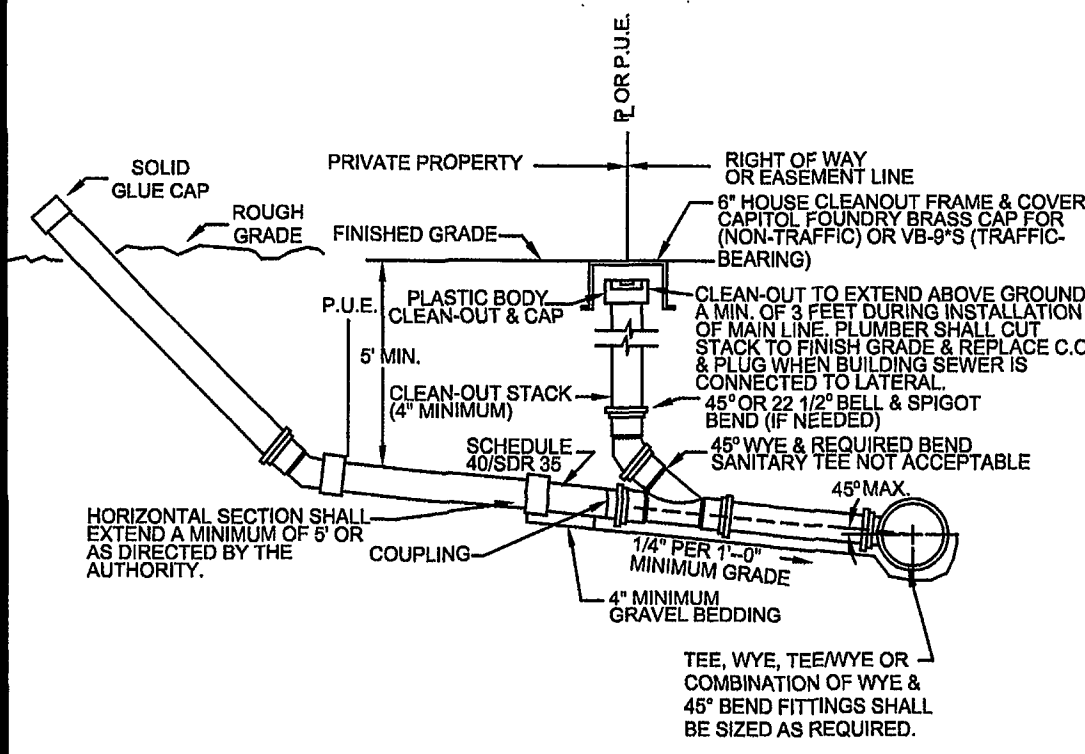 PL OR P.U.E.
SOLID
GLUE CAP
PRIVATE PROPERTY
RIGHT OF WAY
OR EASEMENT LINE
ROUGH
GRADE
FINISHED GRADE
6" HOUSE CLEANOUT FRAME & COVER
CAPITOL FOUNDRY BRASS CAP FOR
(NON-TRAFFIC) OR VB-9*S (TRAFFIC-
BEARING)
P.U.E.
PLASTIC BODY
CLEAN-OUT & CAP
CLEAN-OUT TO EXTEND ABOVE GROUND
A MIN. OF 3 FEET DURING INSTALLATION
OF MAIN LINE. PLUMBER SHALL CUT
STACK TO FINISH GRADE & REPLACE C.O
& PLUG WHEN BUILDING SEWER IS
CONNECTED TO LATERAL.
5' MIN.
CLEAN-OUT STACK
(4" MINIMUM)
45° OR 22 1/2° BELL & SPIGOT
BEND (IF NEEDED)
SCHEDULE
40/SDR 35
45° WYE & REQUIRED BEND
SANITARY TEE NOT ACCEPTABLE
45° MAX.
HORIZONTAL SECTION SHALL
EXTEND A MINIMUM OF 5' OR
AS DIRECTED BY THE
AUTHORITY.
COUPLING
1/4" PER 1'-0"
MINIMUM GRADE
4" MINIMUM
GRAVEL BEDDING
TEE, WYE, TEE/WYE OR
COMBINATION OF WYE &
45° BEND FITTINGS SHALL
BE SIZED AS REQUIRED.